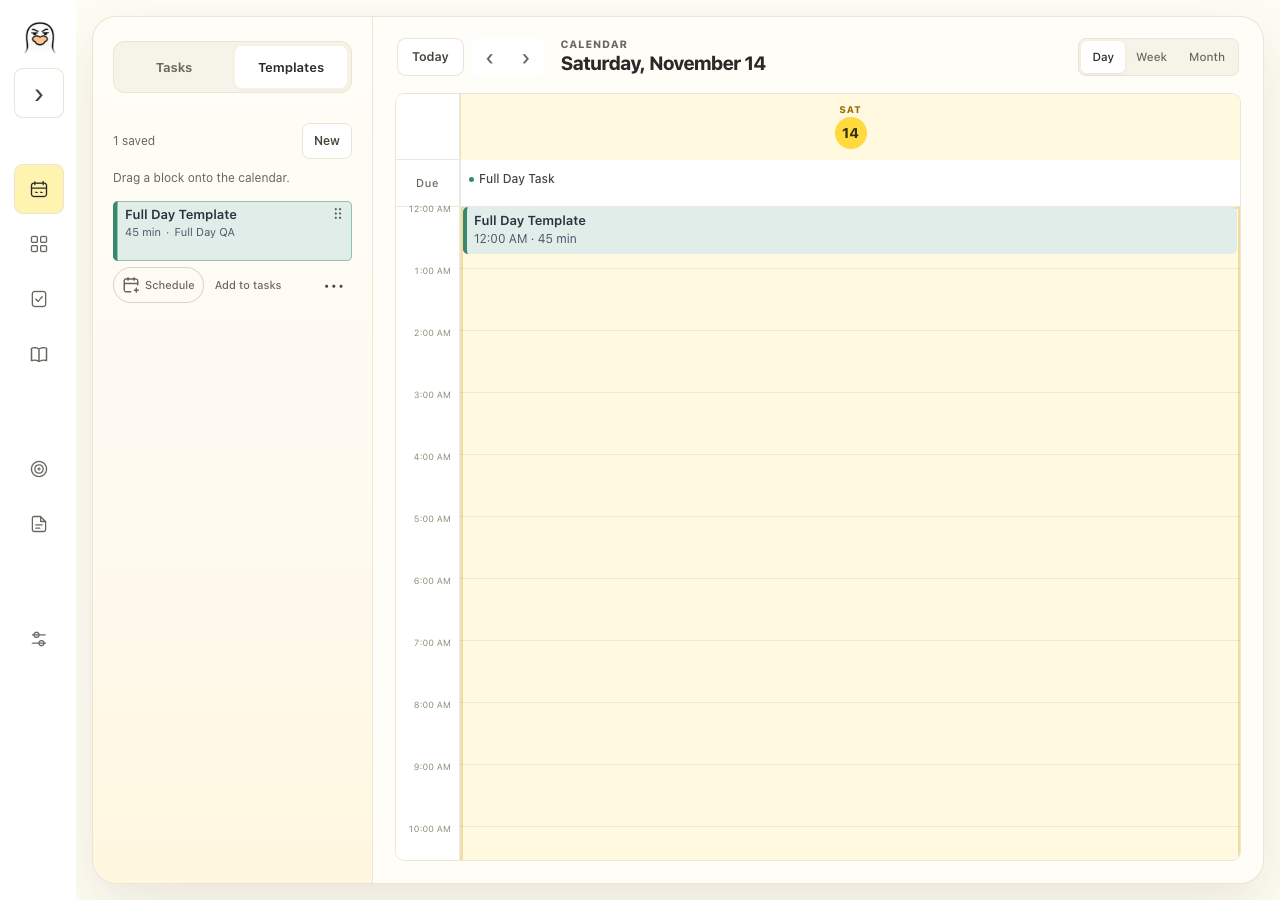 Tasks
Templates
1 saved
New
Drag a block onto the calendar.
Full Day Template
45 min · Full Day QA
Schedule
Add to tasks
Today
CALENDAR
Saturday, November 14
Day
Week
Month
SAT
14
Due
Full Day Task
12:00 AM
Full Day Template
12:00 AM · 45 min
1:00 AM
2:00 AM
3:00 AM
4:00 AM
5:00 AM
6:00 AM
7:00 AM
8:00 AM
9:00 AM
10:00 AM